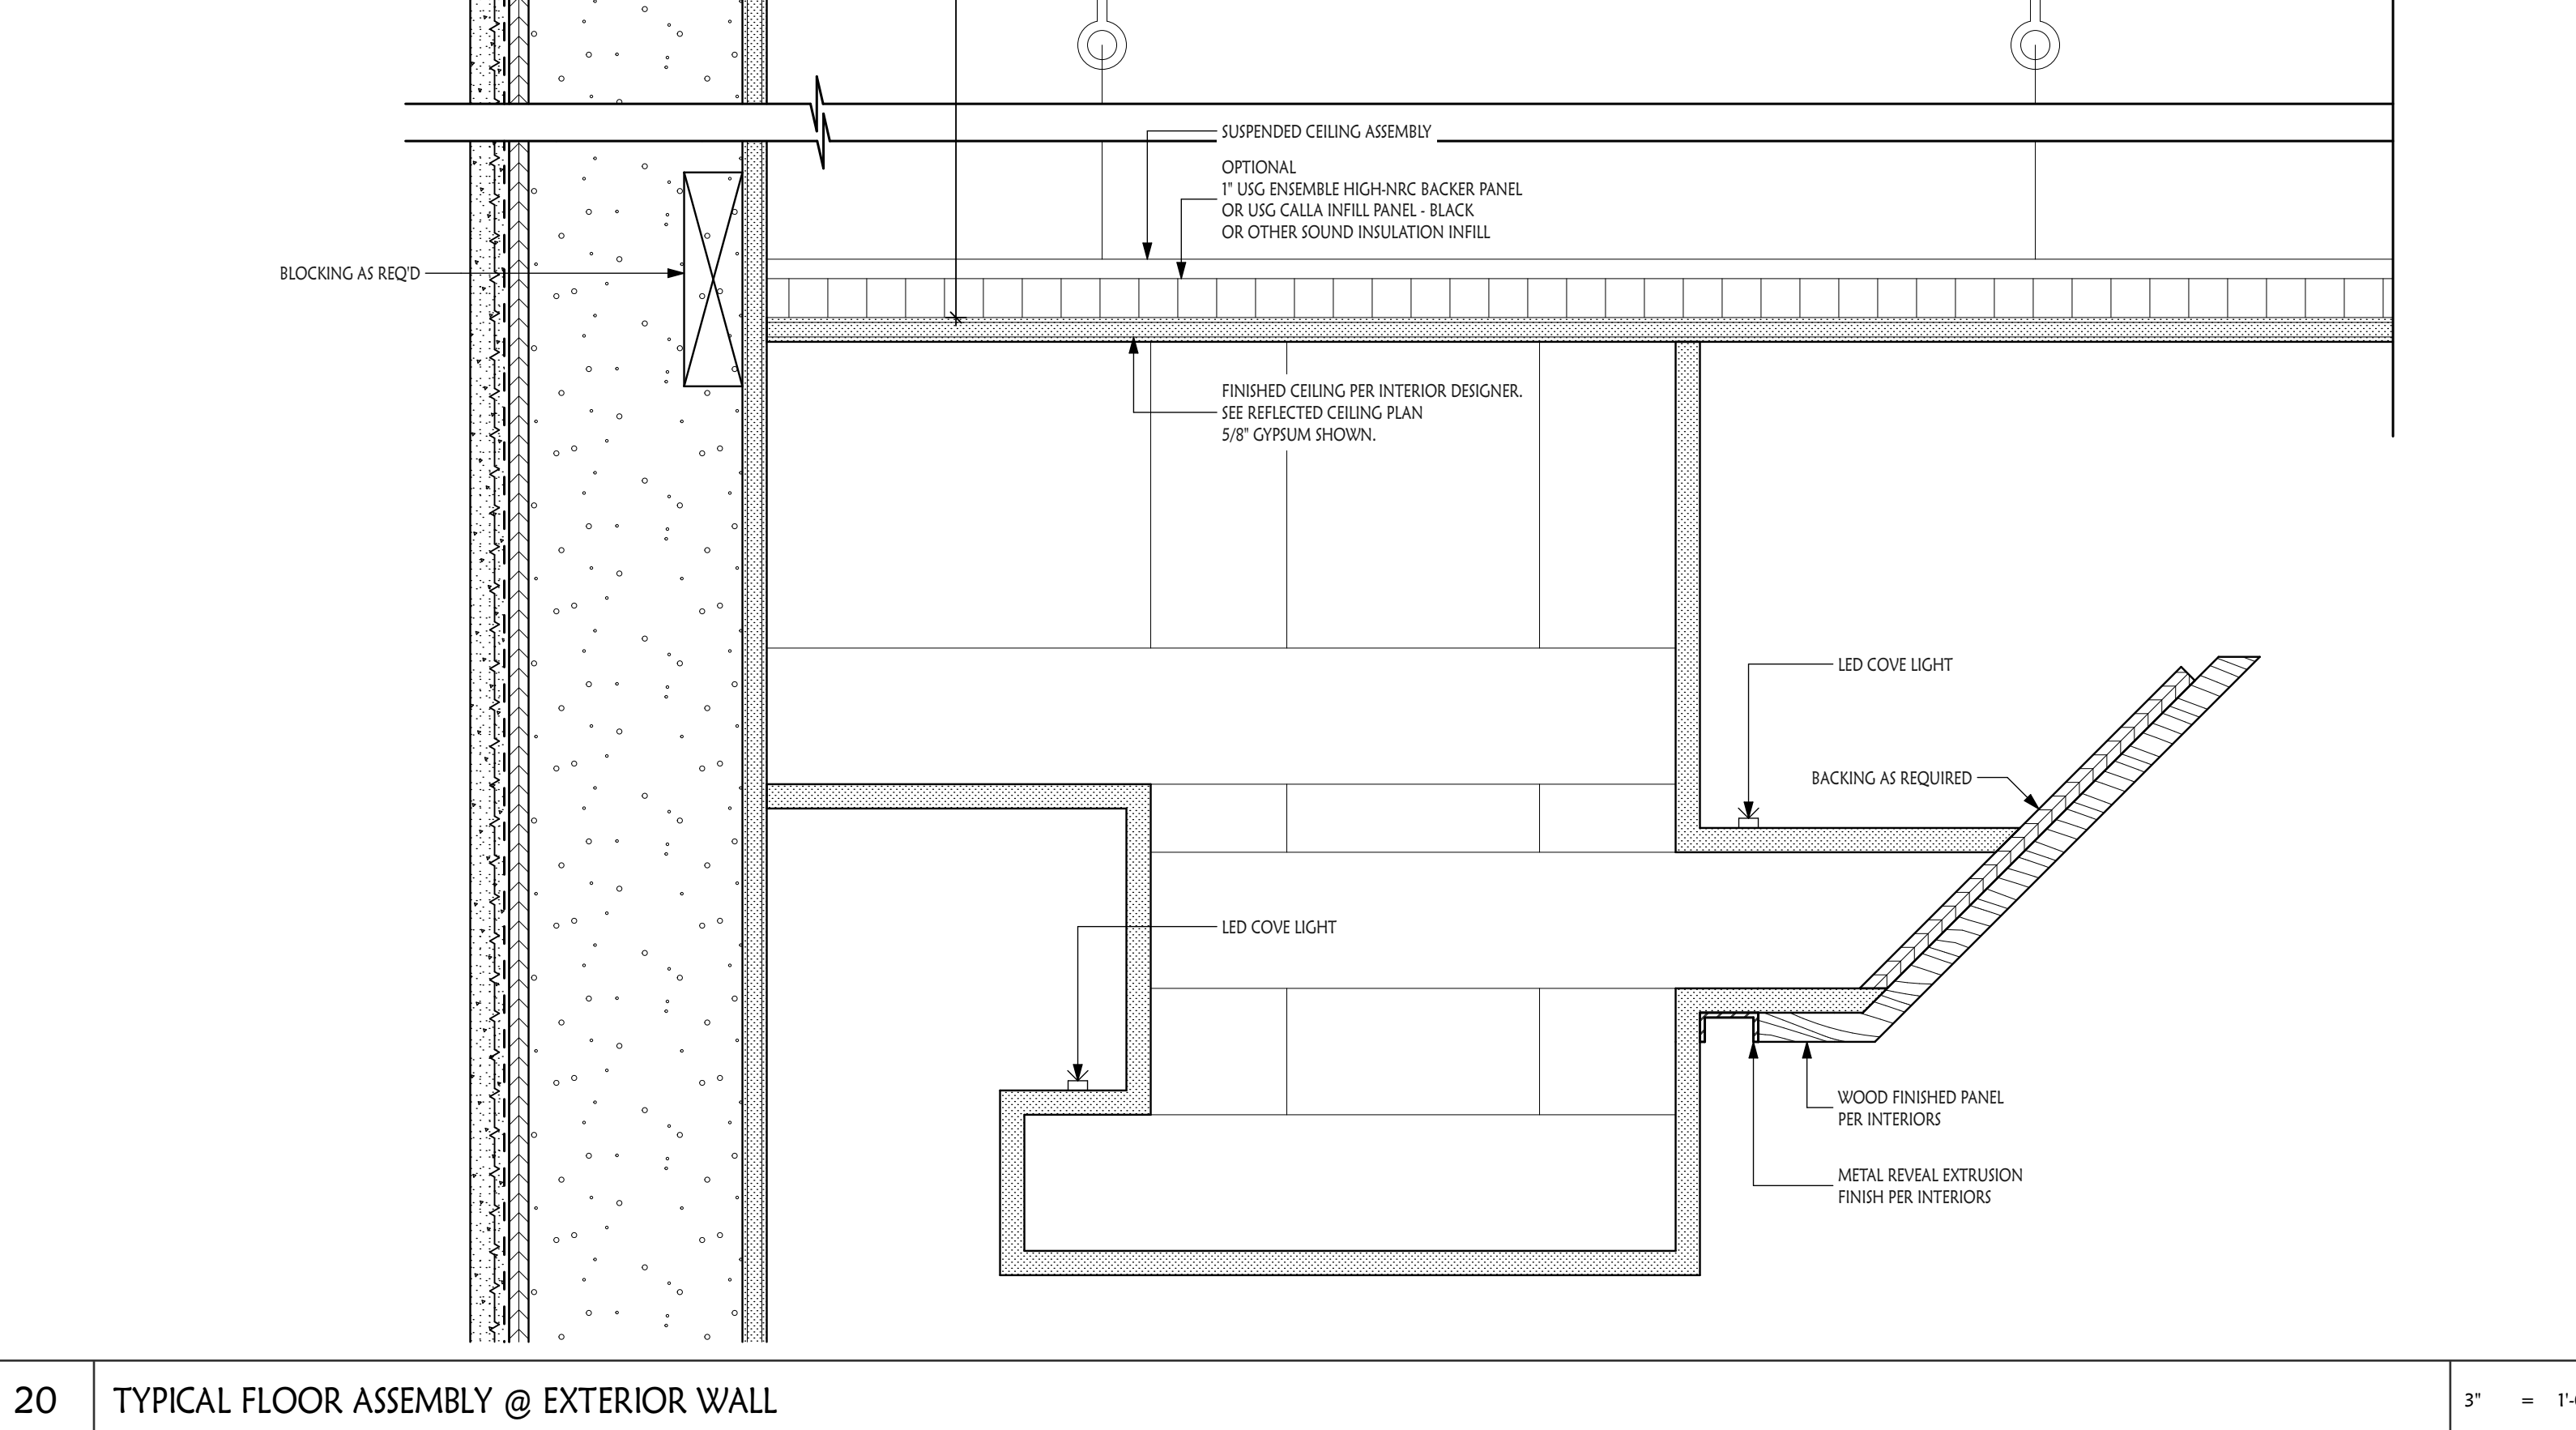 SUSPENDED CEILING ASSEMBLY
OPTIONAL
1" USG ENSEMBLE HIGH-NRC BACKER PANEL
OR USG CALLA INFILL PANEL - BLACK
OR OTHER SOUND INSULATION INFILL
BLOCKING AS REQ'D
FINISHED CEILING PER INTERIOR DESIGNER.
SEE REFLECTED CEILING PLAN
5/8" GYPSUM SHOWN.
LED COVE LIGHT
BACKING AS REQUIRED
LED COVE LIGHT
WOOD FINISHED PANEL
PER INTERIORS
METAL REVEAL EXTRUSION
FINISH PER INTERIORS
20 TYPICAL FLOOR ASSEMBLY @ EXTERIOR WALL
3" =